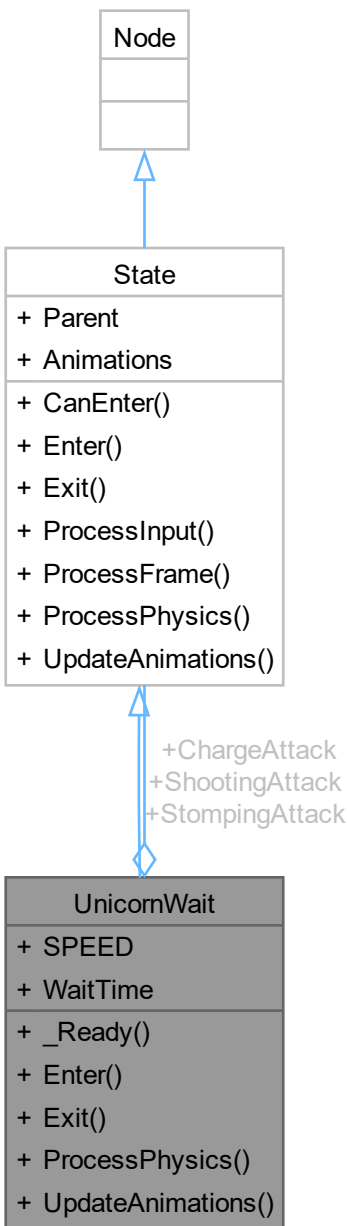 Node
State
+ Parent
+ Animations
+ CanEnter()
+ Enter()
+ Exit()
+ ProcessInput()
+ ProcessFrame()
+ ProcessPhysics()
+ UpdateAnimations()
+ChargeAttack
+ShootingAttack
+StompingAttack
UnicornWait
+ SPEED
+ WaitTime
+ _Ready()
+ Enter()
+ Exit()
+ ProcessPhysics()
+ UpdateAnimations()